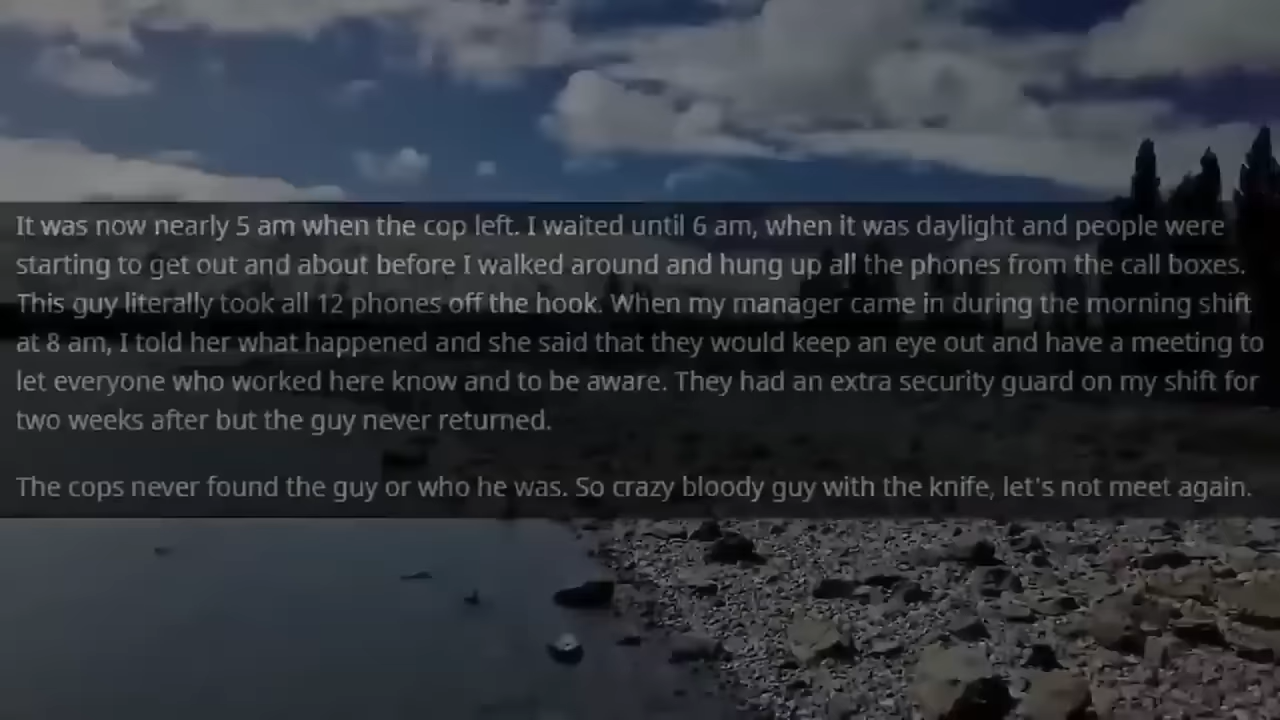 It was now nearly 5 am when the cop left. I waited until 6 am, when it was daylight and people were
starting to get out and about before I walked around and hung up all the phones from the call boxes.
This guy literally took all 12 phones off the hook. When my manager came in during the morning shift
at 8 am, I told her what happened and she said that they would keep an eye out and have a meeting to
let everyone who worked here know and to be aware. They had an extra security guard on my shift for
two weeks after but the guy never returned.
The cops never found the guy or who he was. So crazy bloody guy with the knife, let's not meet again.